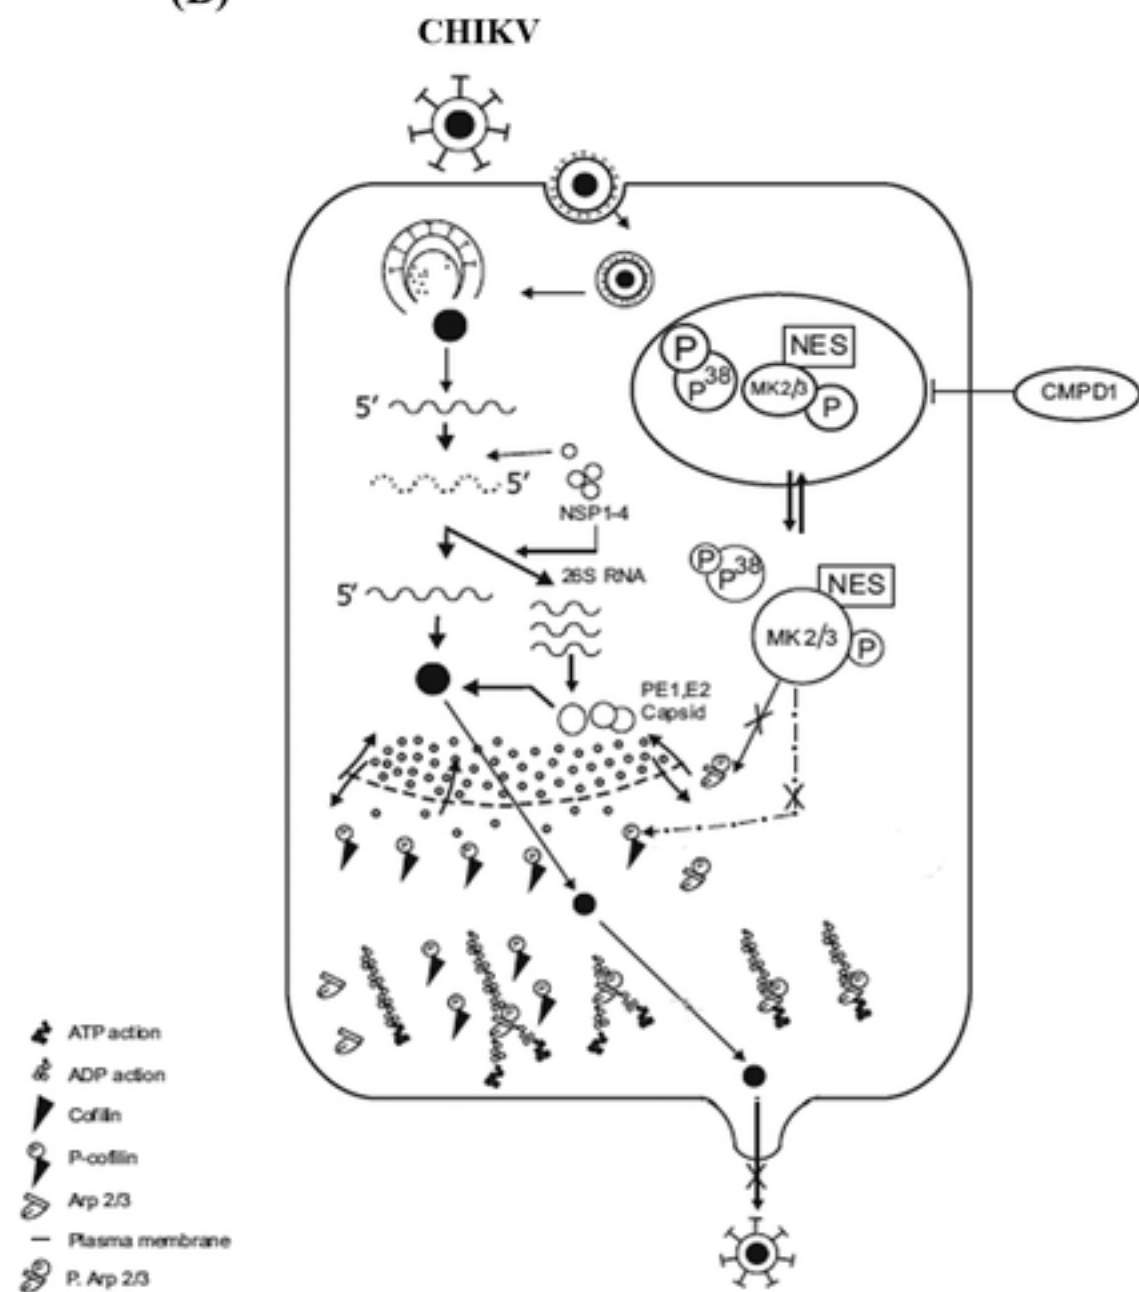 (B)
CHIKV
P
P38
MK2/3
NES
P
CMPD1
5'
5'
NSP1-4
26S RNA
5'
P
P38
NES
MK2/3
P
PE1,E2
Capsid
ATP action
ADP action
Cofilin
P-cofilin
Arp 2/3
Plasma membrane
P. Arp 2/3